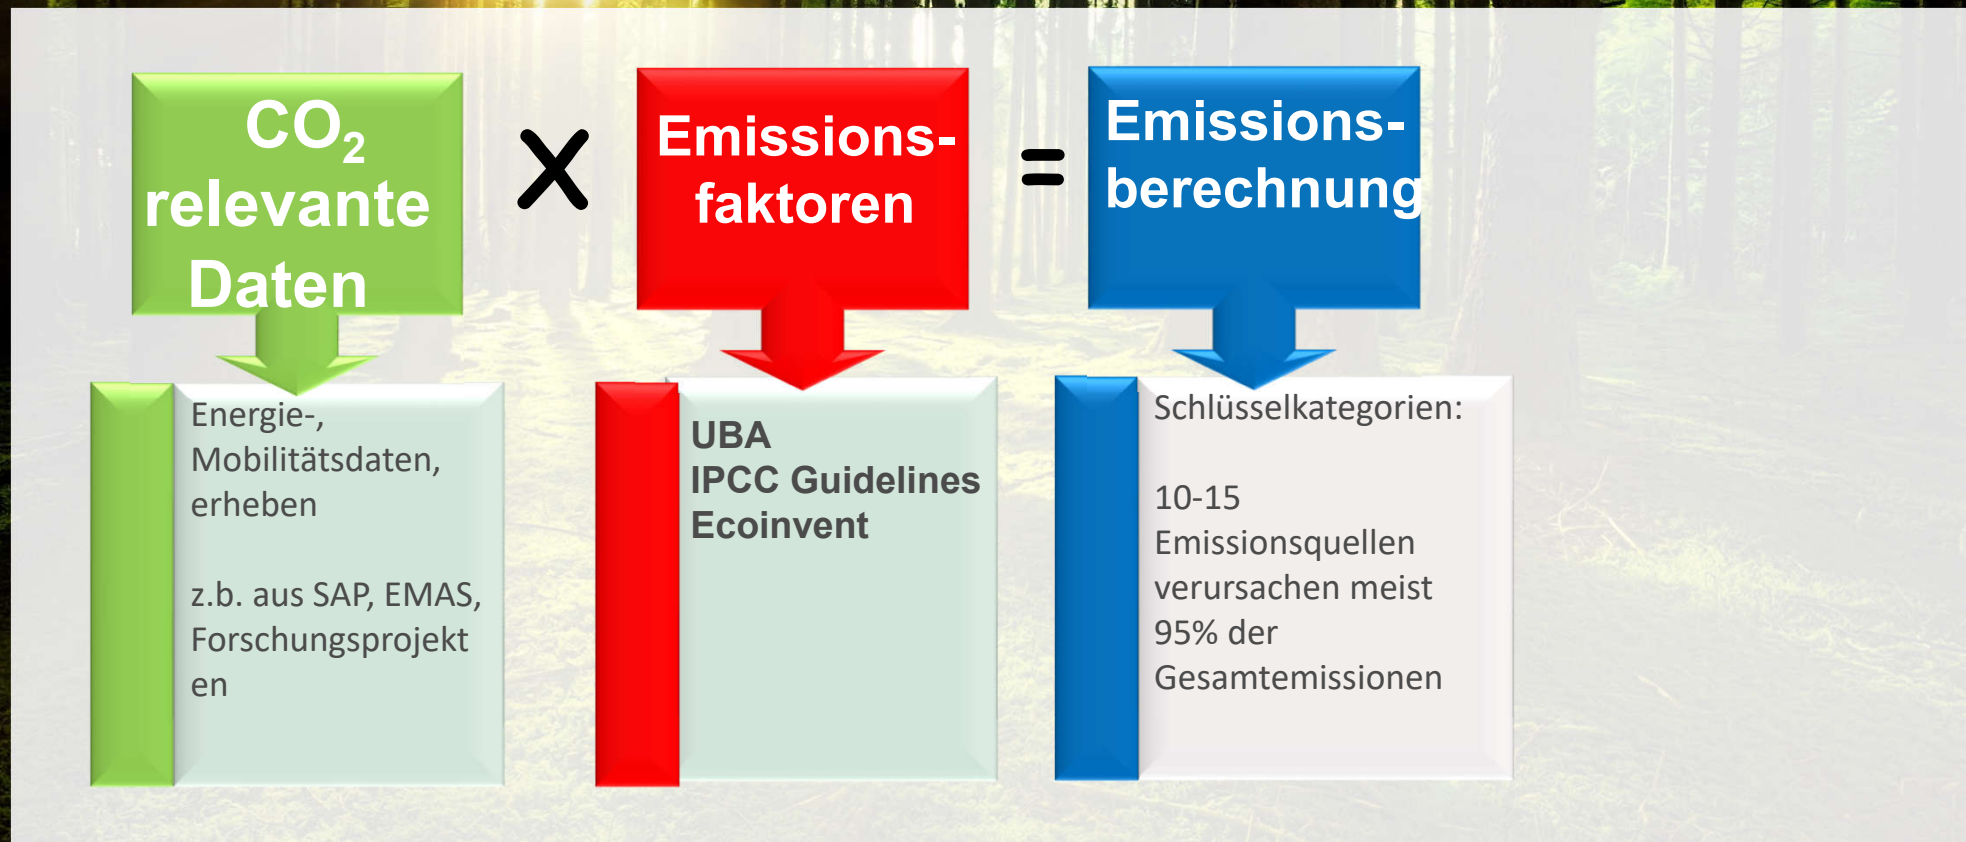 CO₂
relevante
Daten
X
Emissions-
faktoren
=
Emissions-
berechnung
Energie-,
Mobilitätsdaten,
erheben
z.b. aus SAP, EMAS,
Forschungsprojekt
en
UBA
IPCC Guidelines
Ecoinvent
Schlüsselkategorien:
10-15
Emissionsquellen
verursachen meist
95% der
Gesamtemissionen